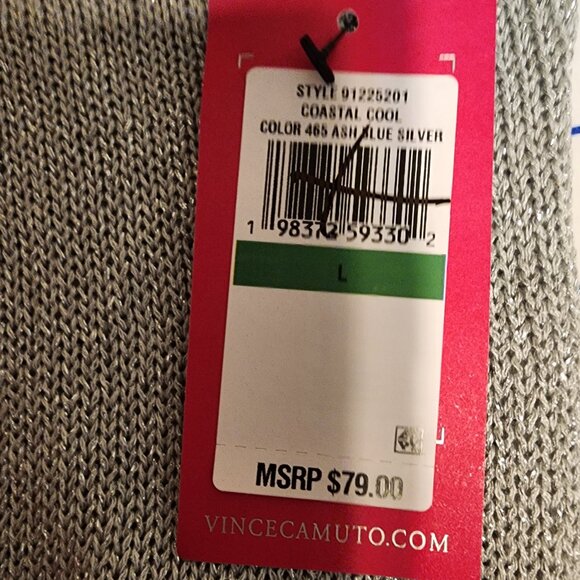 STYLE 91225201
COASTAL COOL
COLOR 465 ASH BLUE SILVER
1 98372 59330 2
L
MSRP $79.00
VINCECAMUTO.COM